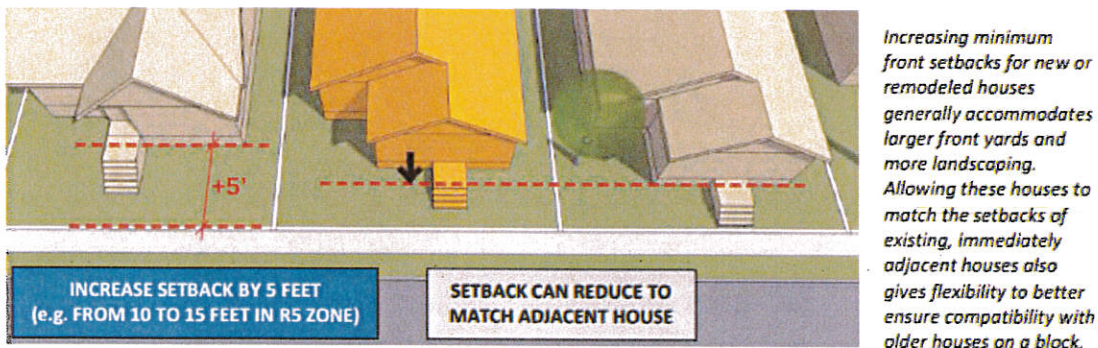 +5'
INCREASE SETBACK BY 5 FEET
(e.g. FROM 10 TO 15 FEET IN R5 ZONE)
SETBACK CAN REDUCE TO
MATCH ADJACENT HOUSE
Increasing minimum
front setbacks for new or
remodeled houses
generally accommodates
larger front yards and
more landscaping.
Allowing these houses to
match the setbacks of
existing, immediately
adjacent houses also
gives flexibility to better
ensure compatibility with
older houses on a block.